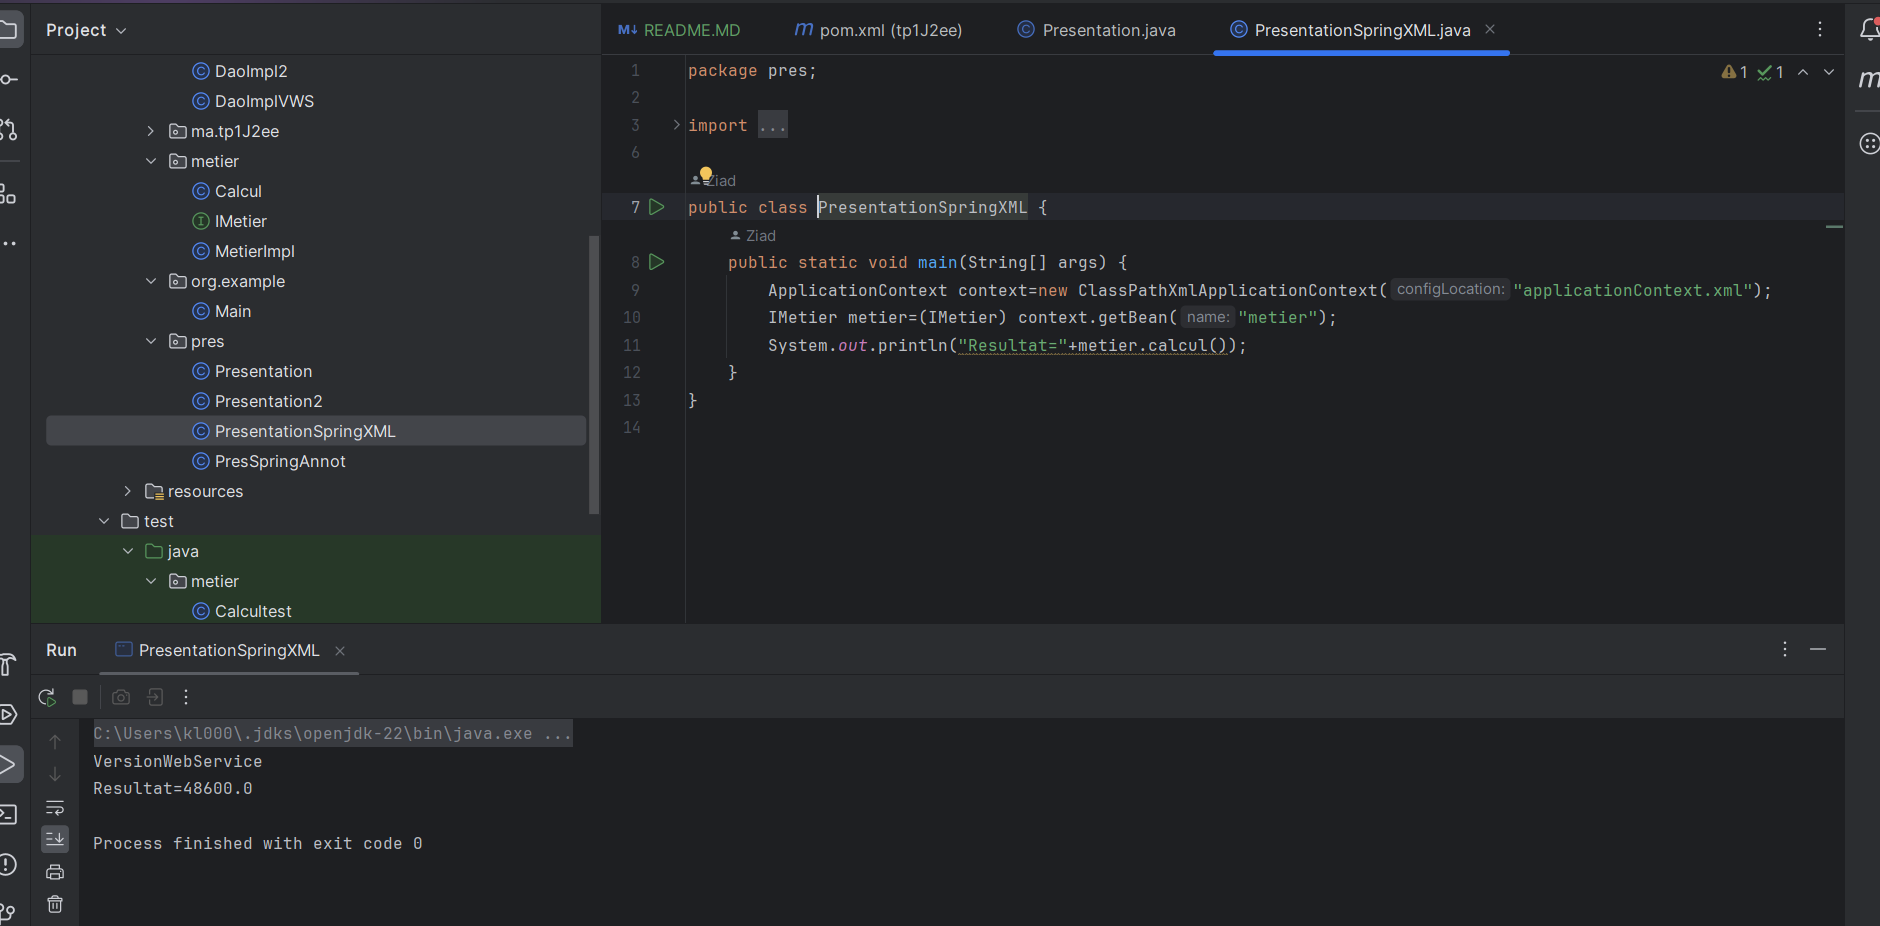 Project
README.MD
pom.xml (tp1J2ee)
Presentation.java
PresentationSpringXML.java
DaoImpl2
DaoImplVWS
ma.tp1J2ee
metier
Calcul
IMetier
MetierImpl
org.example
Main
pres
Presentation
Presentation2
PresentationSpringXML
PresSpringAnnot
resources
test
java
metier
Calcultest
1 package pres;
1 1
2
3 import ...
6
Ziad
7 public class PresentationSpringXML {
Ziad
8 public static void main(String[] args) {
9 ApplicationContext context=new ClassPathXmlApplicationContext( configLocation: "applicationContext.xml");
10 IMetier metier=(IMetier) context.getBean( name: "metier");
11 System.out.println("Resultat="+metier.calcul());
12 }
13 }
14
Run PresentationSpringXML
C:\Users\kl000\.jdks\openjdk-22\bin\java.exe ...
VersionWebService
Resultat=48600.0
Process finished with exit code 0